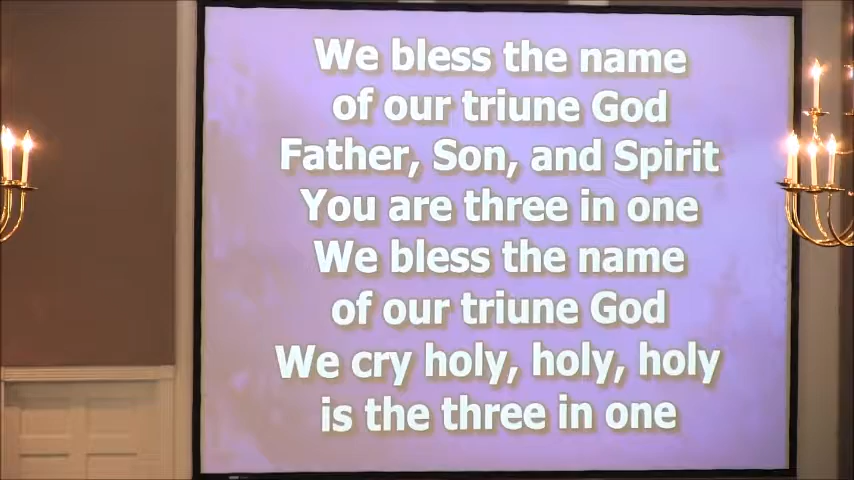 We bless the name
of our triune God
Father, Son, and Spirit
You are three in one
We bless the name
of our triune God
We cry holy, holy, holy
is the three in one